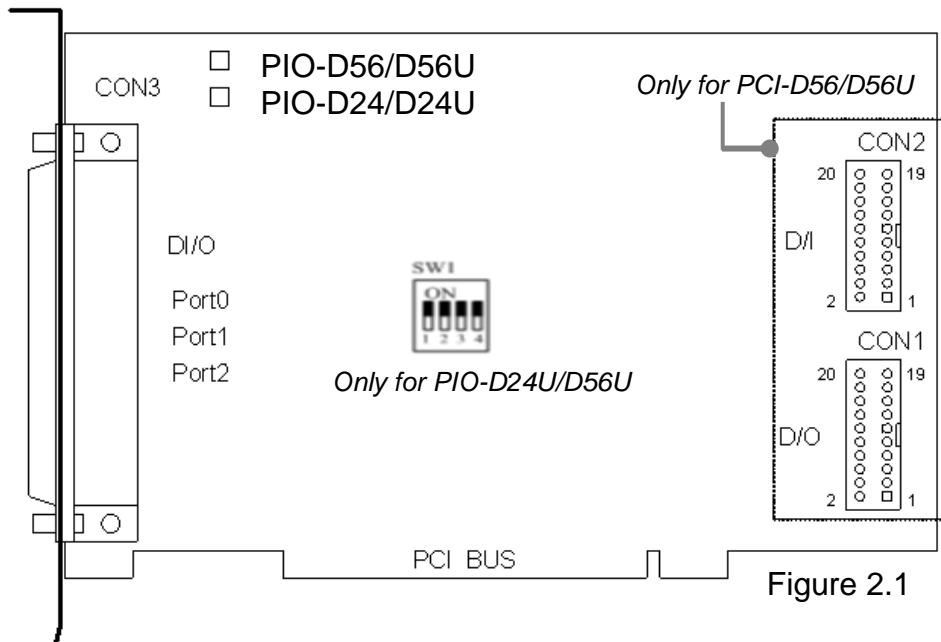 CON3
PIO-D56/D56U
PIO-D24/D24U
Only for PCI-D56/D56U
CON2
20 19
D/I
2 1
DI/O
Port0
Port1
Port2
SW1
ON
1 2 3 4
Only for PIO-D24U/D56U
CON1
20 19
D/O
2 1
PCI BUS
Figure 2.1